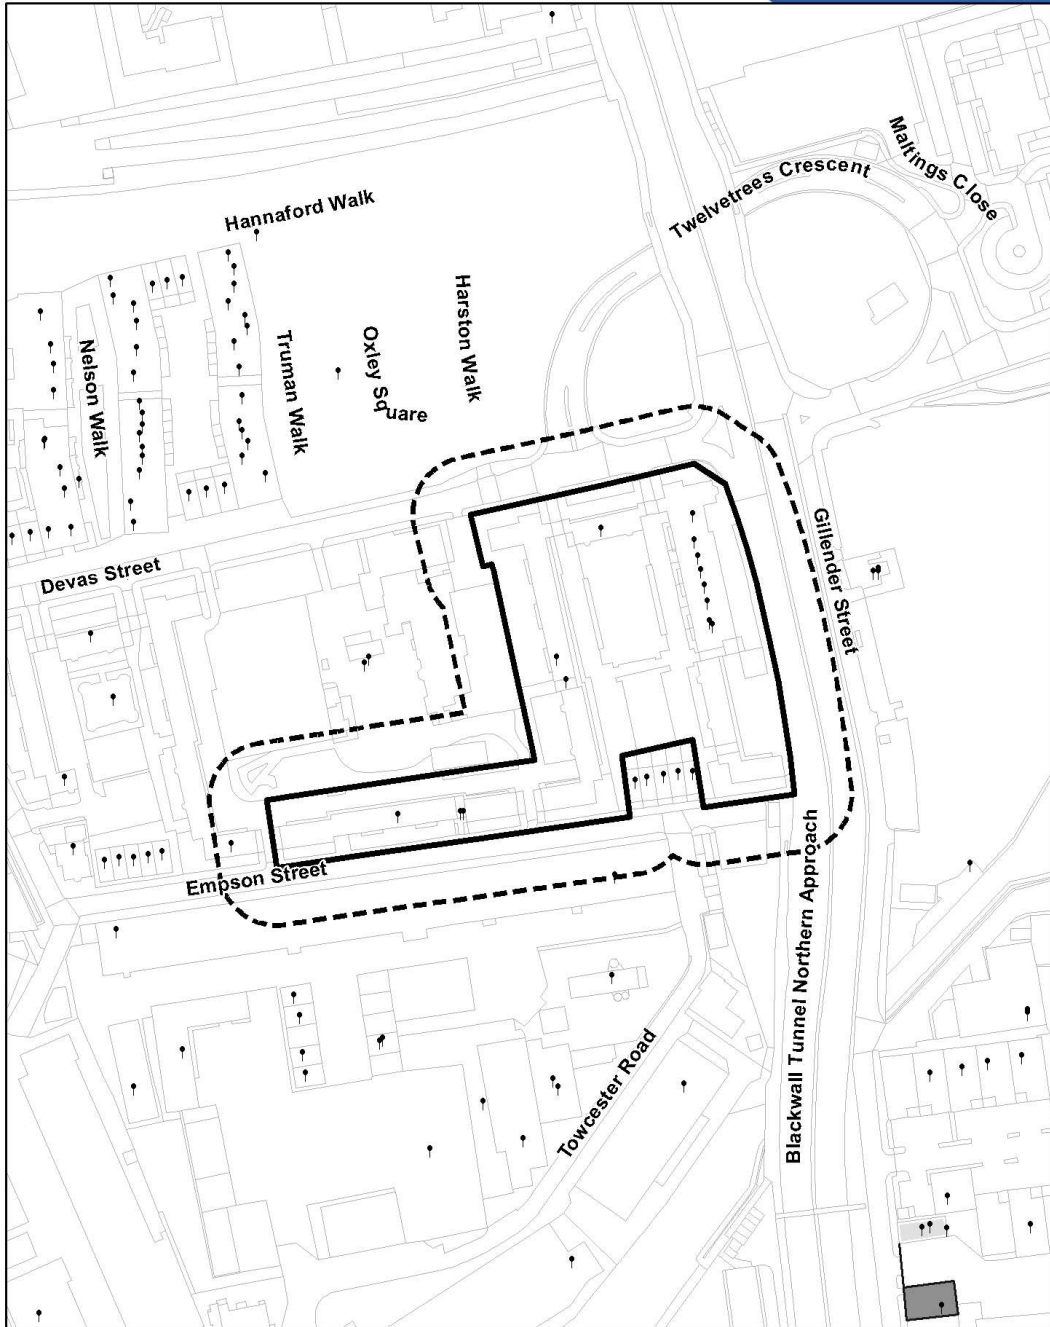 Maltings Close
Twelvetrees Crescent
Hannaford Walk
Harston Walk
Oxley Square
Truman Walk
Nelson Walk
Gillender Street
Devas Street
Empson Street
Blackwall Tunnel Northern Approach
Towcester Road